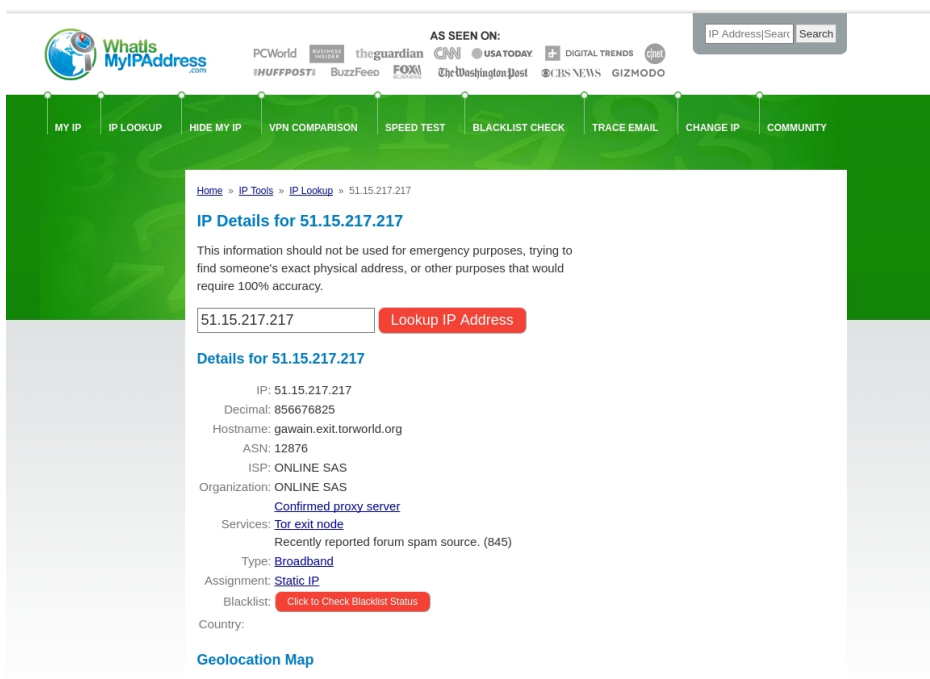 WhatIs
MyIPAddress
.com
AS SEEN ON:
PCWorld BUSINESS INSIDER theguardian CNN USA TODAY DIGITAL TRENDS c|net
HUFFPOST BuzzFeed FOX BUSINESS The Washington Post CBS NEWS GIZMODO
IP Address|Searc Search
MY IP IP LOOKUP HIDE MY IP VPN COMPARISON SPEED TEST BLACKLIST CHECK TRACE EMAIL CHANGE IP COMMUNITY
Home » IP Tools » IP Lookup » 51.15.217.217
IP Details for 51.15.217.217
This information should not be used for emergency purposes, trying to
find someone's exact physical address, or other purposes that would
require 100% accuracy.
51.15.217.217 Lookup IP Address
Details for 51.15.217.217
IP: 51.15.217.217
Decimal: 856676825
Hostname: gawain.exit.torworld.org
ASN: 12876
ISP: ONLINE SAS
Organization: ONLINE SAS
Confirmed proxy server
Services: Tor exit node
Recently reported forum spam source. (845)
Type: Broadband
Assignment: Static IP
Blacklist: Click to Check Blacklist Status
Country:
Geolocation Map